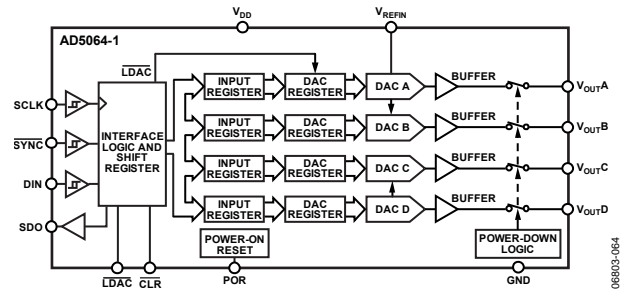 VDD
VREFIN
AD5064-1
LDAC
SCLK
SYNC
DIN
SDO
INTERFACE
LOGIC AND
SHIFT
REGISTER
INPUT
REGISTER
DAC
REGISTER
DAC A
BUFFER
VOUTA
INPUT
REGISTER
DAC
REGISTER
DAC B
BUFFER
VOUTB
INPUT
REGISTER
DAC
REGISTER
DAC C
BUFFER
VOUTC
INPUT
REGISTER
DAC
REGISTER
DAC D
BUFFER
VOUTD
POWER-ON
RESET
POWER-DOWN
LOGIC
LDAC
CLR
POR
GND
06803-064